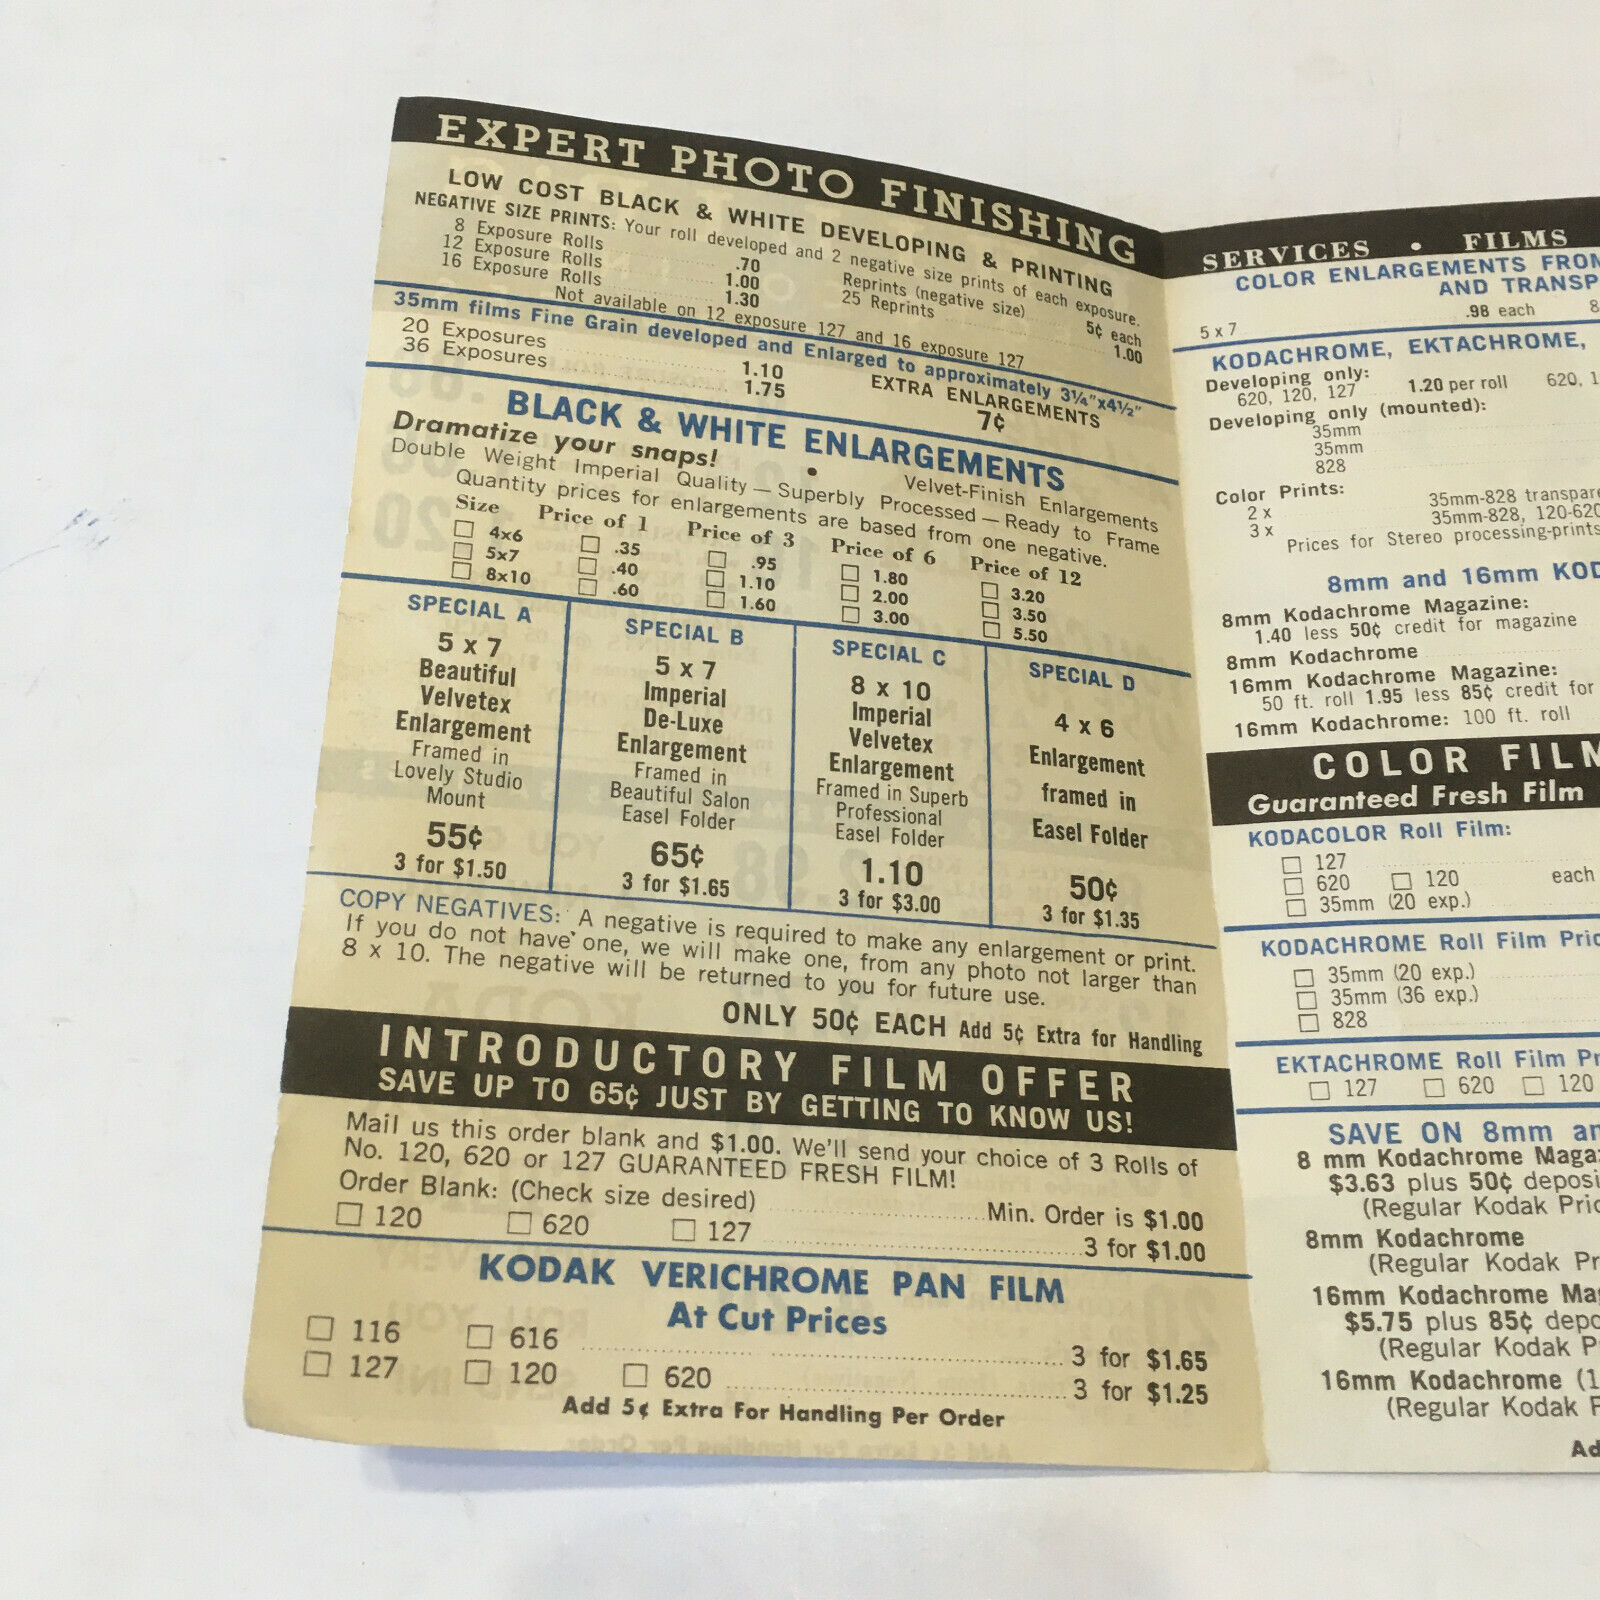 EXPERT PHOTO FINISHING
LOW COST BLACK & WHITE DEVELOPING & PRINTING
NEGATIVE SIZE PRINTS: Your roll developed and 2 negative size prints of each exposure.
8 Exposure Rolls .70
12 Exposure Rolls 1.00
16 Exposure Rolls 1.30
Reprints (negative size) 5¢ each
25 Reprints 1.00
Not available on 12 exposure 127 and 16 exposure 127
35mm films Fine Grain developed and Enlarged to approximately 3¼"x4½"
20 Exposures 1.10
36 Exposures 1.75
EXTRA ENLARGEMENTS
7¢
BLACK & WHITE ENLARGEMENTS
Dramatize your snaps! • Velvet-Finish Enlargements
Double Weight Imperial Quality — Superbly Processed — Ready to Frame
Quantity prices for enlargements are based from one negative.
Size Price of 1 Price of 3 Price of 6 Price of 12
4x6 .35 .95 1.80 3.20
5x7 .40 1.10 2.00 3.50
8x10 .60 1.60 3.00 5.50
SPECIAL A
5 x 7
Beautiful
Velvetex
Enlargement
Framed in
Lovely Studio
Mount
55¢
3 for $1.50
SPECIAL B
5 x 7
Imperial
De-Luxe
Enlargement
Framed in
Beautiful Salon
Easel Folder
65¢
3 for $1.65
SPECIAL C
8 x 10
Imperial
Velvetex
Enlargement
Framed in Superb
Professional
Easel Folder
1.10
3 for $3.00
SPECIAL D
4 x 6
Enlargement
framed in
Easel Folder
50¢
3 for $1.35
COPY NEGATIVES: A negative is required to make any enlargement or print.
If you do not have one, we will make one, from any photo not larger than
8 x 10. The negative will be returned to you for future use.
ONLY 50¢ EACH Add 5¢ Extra for Handling
INTRODUCTORY FILM OFFER
SAVE UP TO 65¢ JUST BY GETTING TO KNOW US!
Mail us this order blank and $1.00. We'll send your choice of 3 Rolls of
No. 120, 620 or 127 GUARANTEED FRESH FILM!
Order Blank: (Check size desired) Min. Order is $1.00
120 620 127 3 for $1.00
KODAK VERICHROME PAN FILM
At Cut Prices
116 616 3 for $1.65
127 120 620 3 for $1.25
Add 5¢ Extra For Handling Per Order
SERVICES • FILMS
COLOR ENLARGEMENTS FROM
AND TRANSP
5 x 7 .98 each 8
KODACHROME, EKTACHROME,
Developing only:
620, 120, 127 1.20 per roll 620, 1
Developing only (mounted):
35mm
35mm
828
Color Prints:
2 x 35mm-828 transpare
3 x 35mm-828, 120-620
Prices for Stereo processing-prints
8mm and 16mm KOD
8mm Kodachrome Magazine:
1.40 less 50¢ credit for magazine
8mm Kodachrome
16mm Kodachrome Magazine:
50 ft. roll 1.95 less 85¢ credit for
16mm Kodachrome: 100 ft. roll
COLOR FILM
Guaranteed Fresh Film
KODACOLOR Roll Film:
127
620 120 each
35mm (20 exp.)
KODACHROME Roll Film Pric
35mm (20 exp.)
35mm (36 exp.)
828
EKTACHROME Roll Film Pr
127 620 120
SAVE ON 8mm an
8 mm Kodachrome Maga
$3.63 plus 50¢ deposi
(Regular Kodak Pric
8mm Kodachrome
(Regular Kodak Pr
16mm Kodachrome Mag
$5.75 plus 85¢ depo
(Regular Kodak P
16mm Kodachrome (1
(Regular Kodak P
Ad